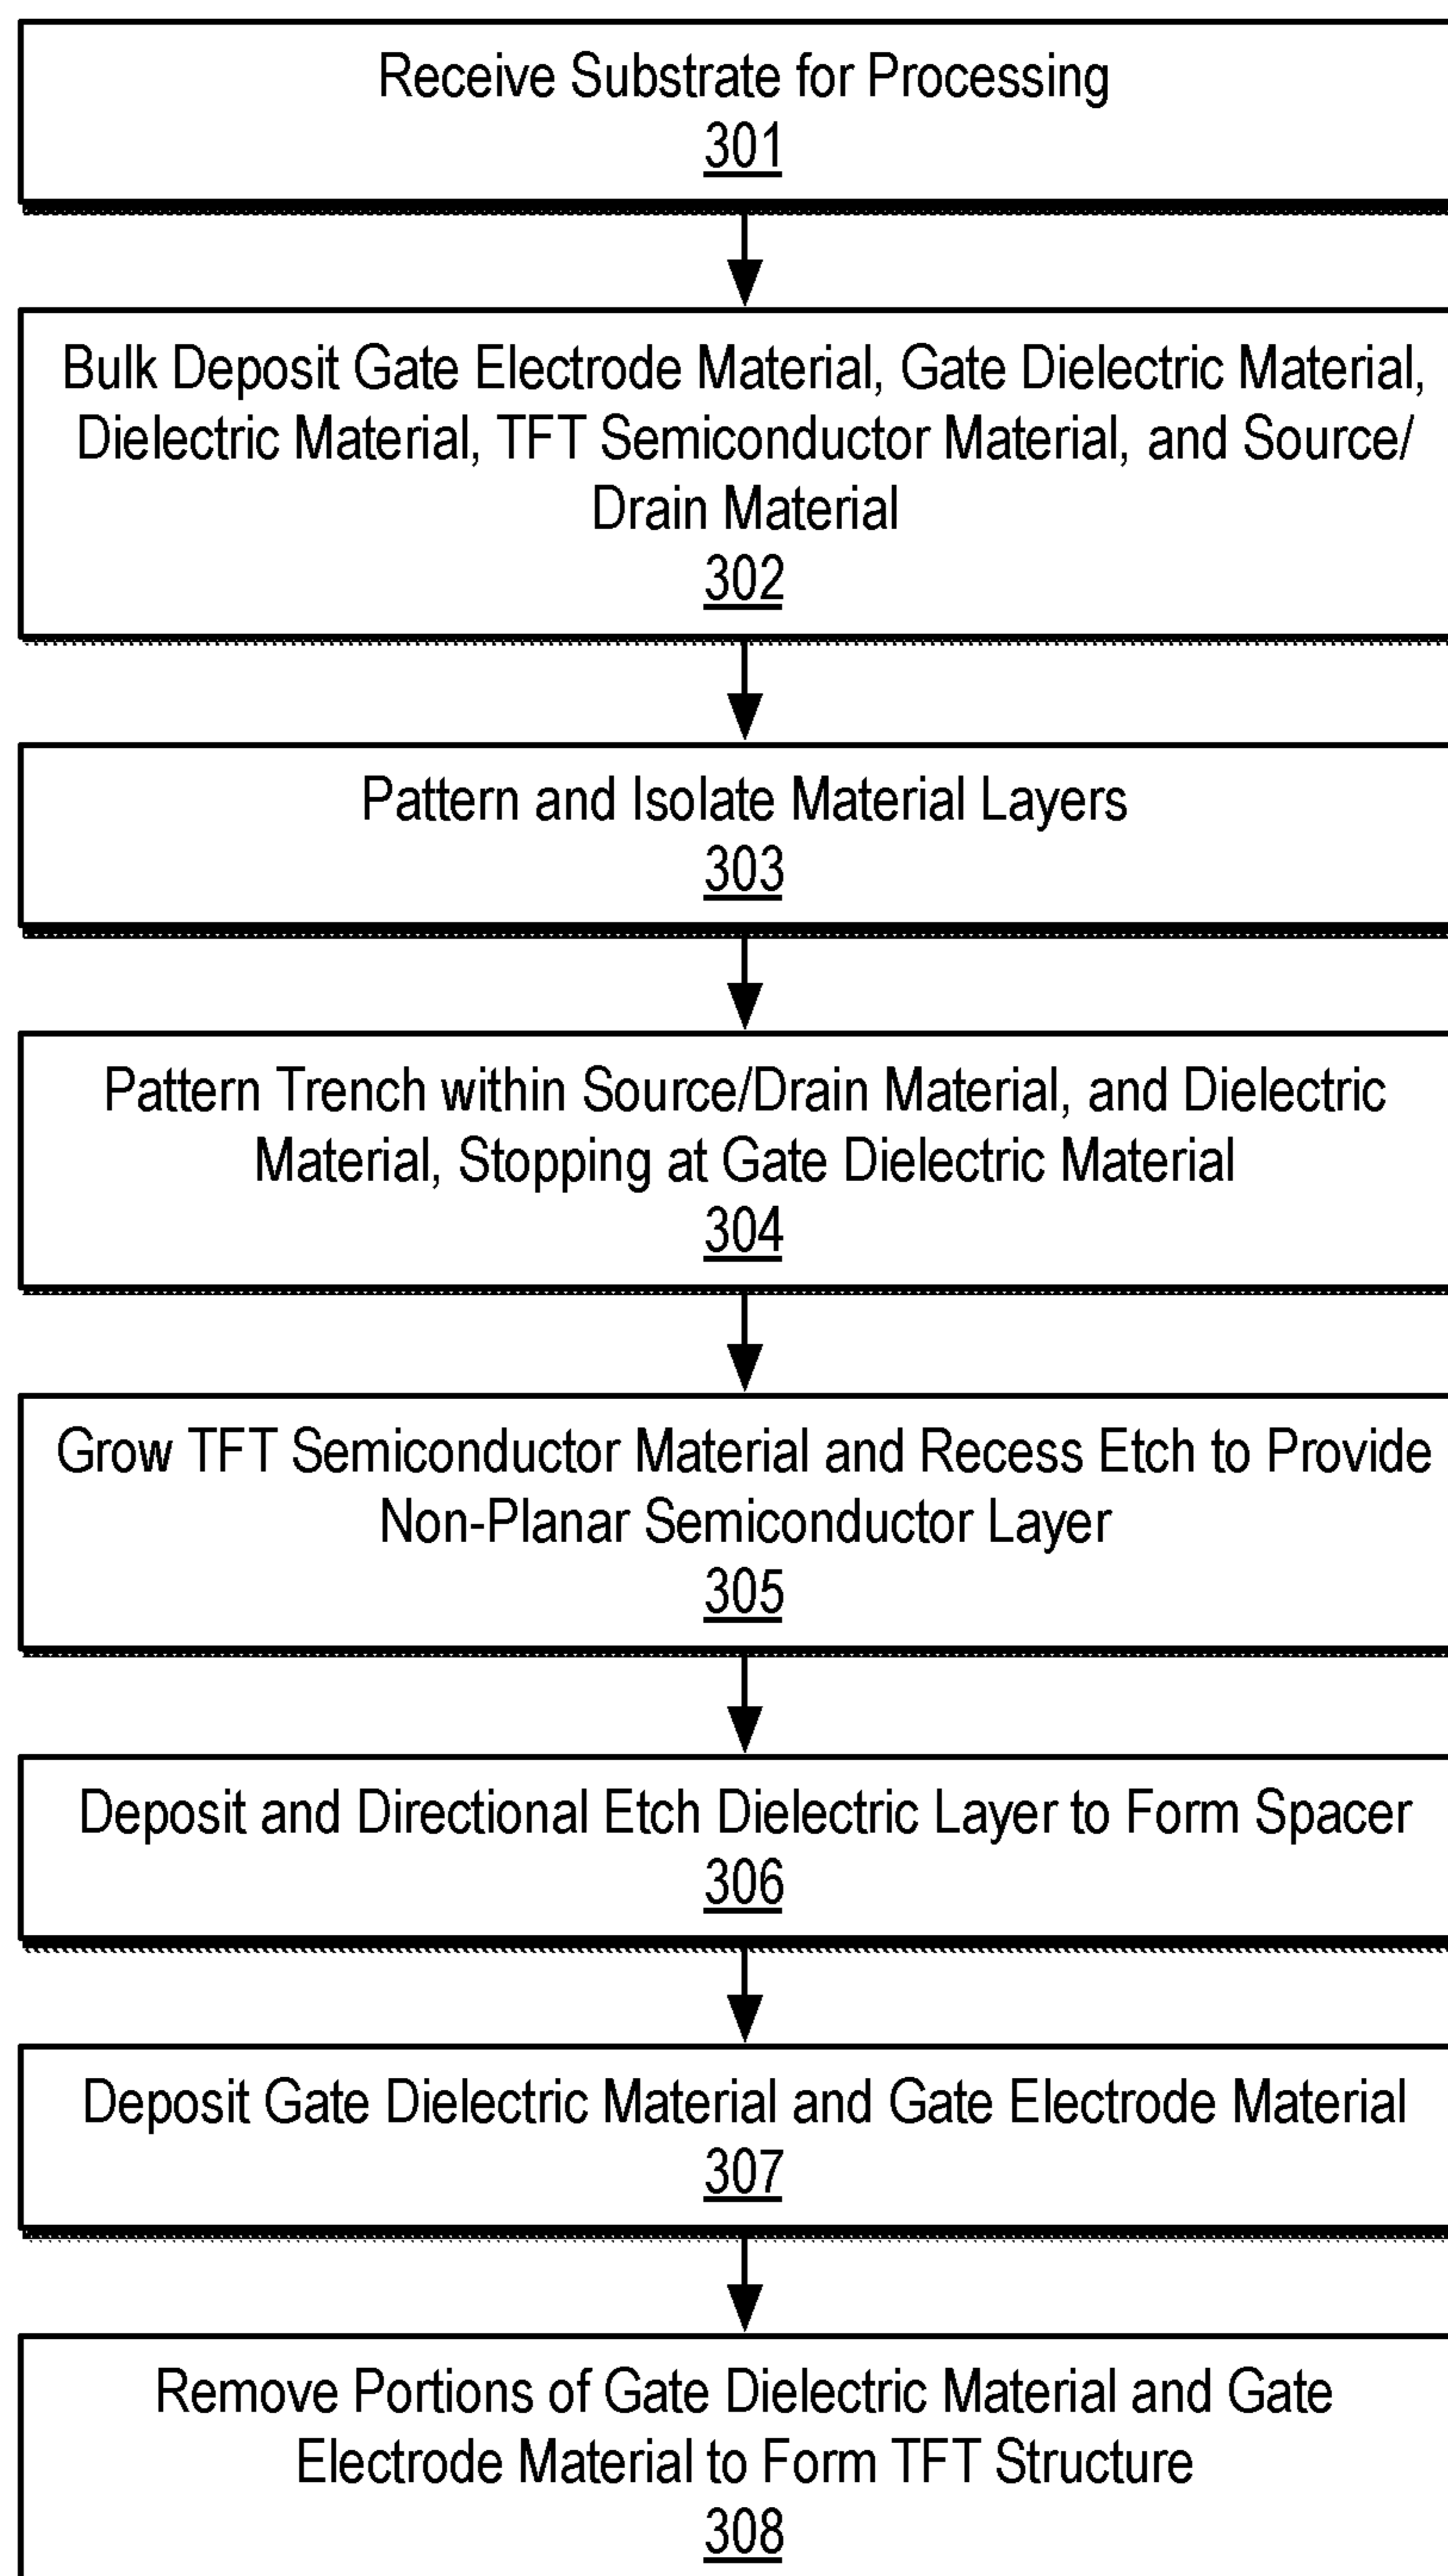 Receive Substrate for Processing
301
Bulk Deposit Gate Electrode Material, Gate Dielectric Material,
Dielectric Material, TFT Semiconductor Material, and Source/
Drain Material
302
Pattern and Isolate Material Layers
303
Pattern Trench within Source/Drain Material, and Dielectric
Material, Stopping at Gate Dielectric Material
304
Grow TFT Semiconductor Material and Recess Etch to Provide
Non-Planar Semiconductor Layer
305
Deposit and Directional Etch Dielectric Layer to Form Spacer
306
Deposit Gate Dielectric Material and Gate Electrode Material
307
Remove Portions of Gate Dielectric Material and Gate
Electrode Material to Form TFT Structure
308